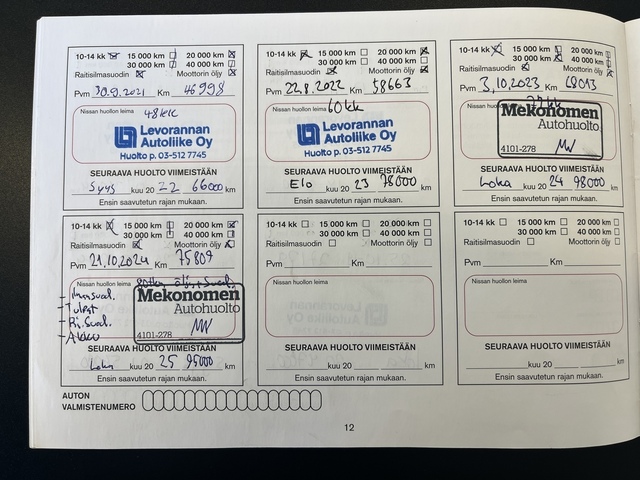 10-14 kk 15 000 km 20 000 km
30 000 km 40 000 km
Raitisilmasuodin Moottorin öljy
Pvm 30.9.2021 Km 46998
Nissan huollon leima
48kk
Levorannan
Autoliike Oy
Huolto p. 03-512 7745
SEURAAVA HUOLTO VIIMEISTÄÄN
Syys kuu 20 22 66000 km
Ensin saavutetun rajan mukaan.
10-14 kk 15 000 km 20 000 km
30 000 km 40 000 km
Raitisilmasuodin Moottorin öljy
Pvm 22.8.2022 Km 58663
Nissan huollon leima
60kk
Levorannan
Autoliike Oy
Huolto p. 03-512 7745
SEURAAVA HUOLTO VIIMEISTÄÄN
Elo kuu 20 23 78000 km
Ensin saavutetun rajan mukaan.
10-14 kk 15 000 km 20 000 km
30 000 km 40 000 km
Raitisilmasuodin Moottorin öljy
Pvm 3.10.2023 Km 68013
Nissan huo
Mekonomen
Autohuolto
4101-278
SEURAAVA HUOLTO VIIMEISTÄÄN
Loka kuu 20 24 98000 km
Ensin saavutetun rajan mukaan.
10-14 kk 15 000 km 20 000 km
30 000 km 40 000 km
Raitisilmasuodin Moottorin öljy
Pvm 21.10.2024 Km 75809
Nissan huollon leima
Mekonomen
Autohuolto
4101-278
- Tulpat
- Ri.Suod.
- Akku
SEURAAVA HUOLTO VIIMEISTÄÄN
Loka kuu 20 25 95000 km
Ensin saavutetun rajan mukaan.
10-14 kk 15 000 km 20 000 km
30 000 km 40 000 km
Raitisilmasuodin Moottorin öljy
Pvm Km
Nissan huollon leima
SEURAAVA HUOLTO VIIMEISTÄÄN
kuu 20 km
Ensin saavutetun rajan mukaan.
10-14 kk 15 000 km 20 000 km
30 000 km 40 000 km
Raitisilmasuodin Moottorin öljy
Pvm Km
Nissan huollon leima
SEURAAVA HUOLTO VIIMEISTÄÄN
kuu 20 km
Ensin saavutetun rajan mukaan.
AUTON
VALMISTENUMERO
12